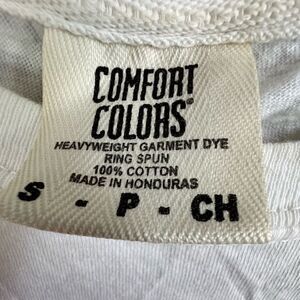 COMFORT
COLORS®
HEAVYWEIGHT GARMENT DYE
RING SPUN
100% COTTON
MADE IN HONDURAS
S - P - CH